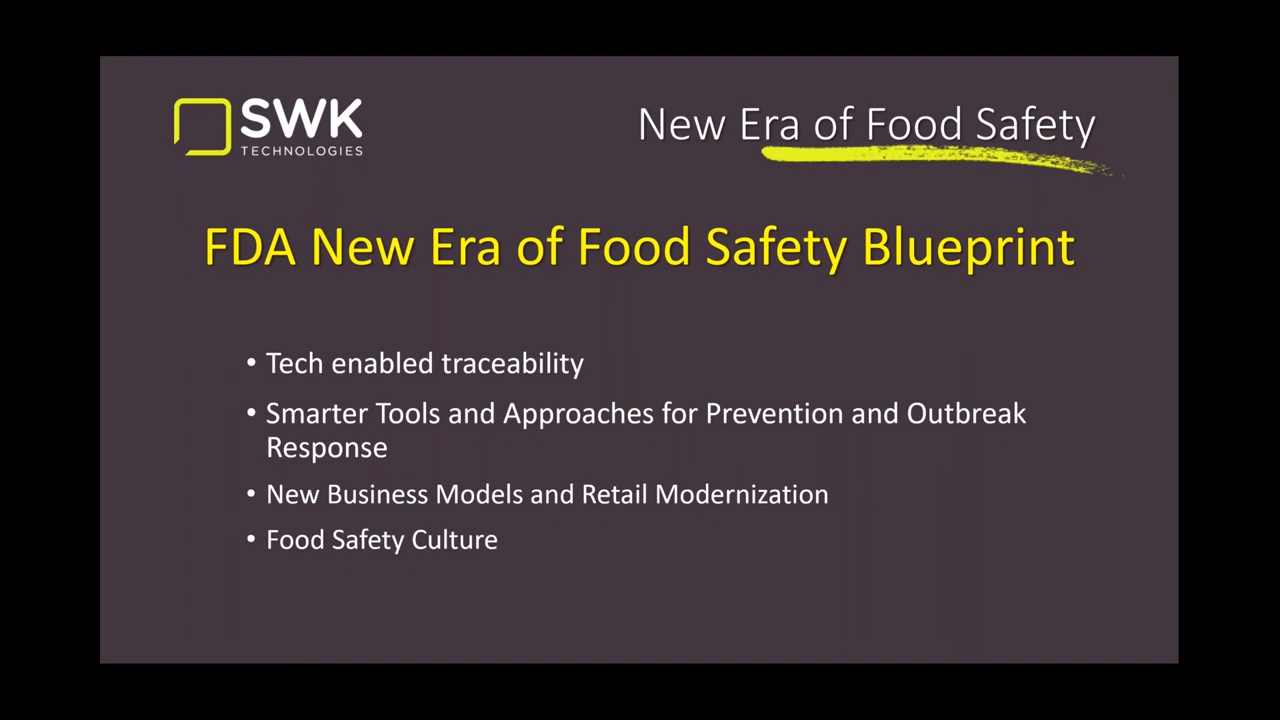 SWK
TECHNOLOGIES
New Era of Food Safety
FDA New Era of Food Safety Blueprint
• Tech enabled traceability
• Smarter Tools and Approaches for Prevention and Outbreak
Response
• New Business Models and Retail Modernization
• Food Safety Culture